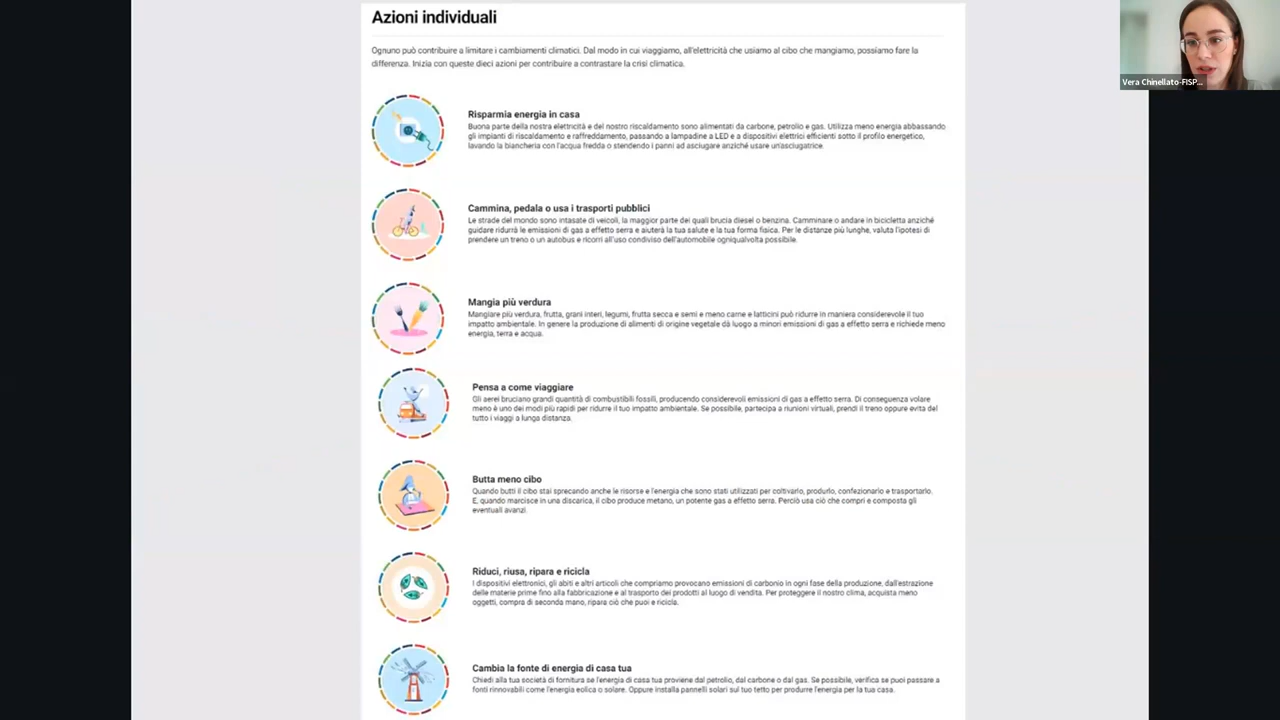 Azioni individuali
Ognuno può contribuire a limitare i cambiamenti climatici. Dal modo in cui viaggiamo, all'elettricità che usiamo al cibo che mangiamo, possiamo fare la
differenza. Inizia con queste dieci azioni per contribuire a contrastare la crisi climatica.
Risparmia energia in casa
Buona parte della nostra elettricità e del nostro riscaldamento sono alimentati da carbone, petrolio e gas. Utilizza meno energia abbassando
gli impianti di riscaldamento e raffreddamento, passando a lampadine a LED e a dispositivi elettrici efficienti sotto il profilo energetico,
lavando la biancheria con l'acqua fredda o stendendo i panni ad asciugare anziché usare un'asciugatrice.
Cammina, pedala o usa i trasporti pubblici
Le strade del mondo sono intasate di veicoli, la maggior parte dei quali brucia diesel o benzina. Camminare o andare in bicicletta anziché
guidare ridurrà le emissioni di gas a effetto serra e aiuterà la tua salute e la tua forma fisica. Per le distanze più lunghe, valuta l'ipotesi di
prendere un treno o un autobus e ricorri all'uso condiviso dell'automobile ogniqualvolta possibile.
Mangia più verdura
Mangiare più verdura, frutta, grani interi, legumi, frutta secca e semi e meno carne e latticini può ridurre in maniera considerevole il tuo
impatto ambientale. In genere la produzione di alimenti di origine vegetale dà luogo a minori emissioni di gas a effetto serra e richiede meno
energia, terra e acqua.
Pensa a come viaggiare
Gli aerei bruciano grandi quantità di combustibili fossili, producendo considerevoli emissioni di gas a effetto serra. Di conseguenza volare
meno è uno dei modi più rapidi per ridurre il tuo impatto ambientale. Se possibile, partecipa a riunioni virtuali, prendi il treno oppure evita del
tutto i viaggi a lunga distanza.
Butta meno cibo
Quando butti il cibo stai sprecando anche le risorse e l'energia che sono stati utilizzati per coltivarlo, produrlo, confezionarlo e trasportarlo.
E, quando marcisce in una discarica, il cibo produce metano, un potente gas a effetto serra. Perciò usa ciò che compri e composta gli
eventuali avanzi.
Riduci, riusa, ripara e ricicla
I dispositivi elettronici, gli abiti e altri articoli che compriamo provocano emissioni di carbonio in ogni fase della produzione, dall'estrazione
delle materie prime fino alla fabbricazione e al trasporto dei prodotti al luogo di vendita. Per proteggere il nostro clima, acquista meno
oggetti, compra di seconda mano, ripara ciò che puoi e ricicla.
Cambia la fonte di energia di casa tua
Chiedi alla tua società di fornitura se l'energia di casa tua proviene dal petrolio, dal carbone o dal gas. Se possibile, verifica se puoi passare a
fonti rinnovabili come l'energia eolica o solare. Oppure installa pannelli solari sul tuo tetto per produrre l'energia per la tua casa.
Vera Chinellato-FISP...